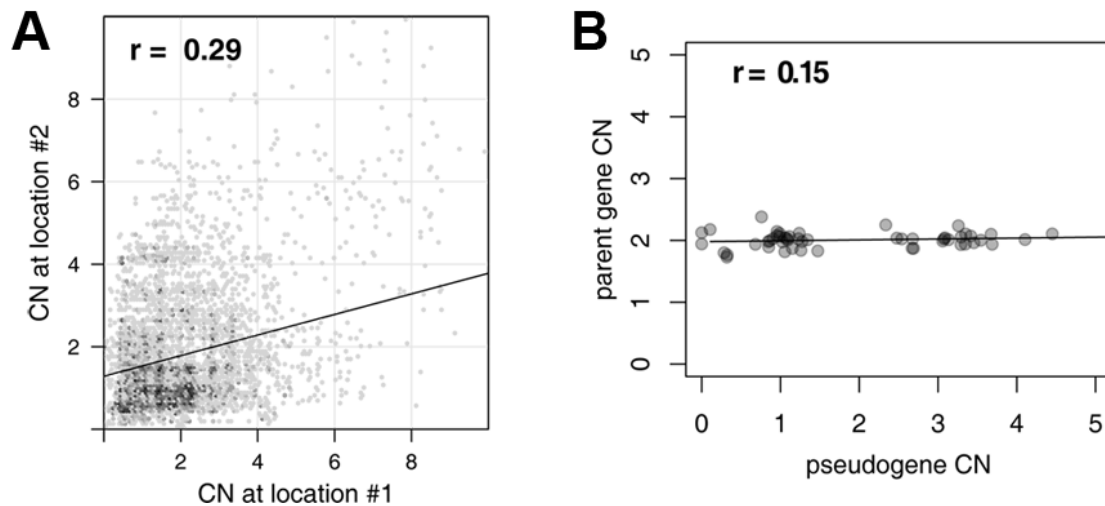 A
r = 0.29
8
6
4
2
CN at location #2
2 4 6 8
CN at location #1
B
r = 0.15
5
4
3
2
1
0
parent gene CN
0 1 2 3 4 5
pseudogene CN